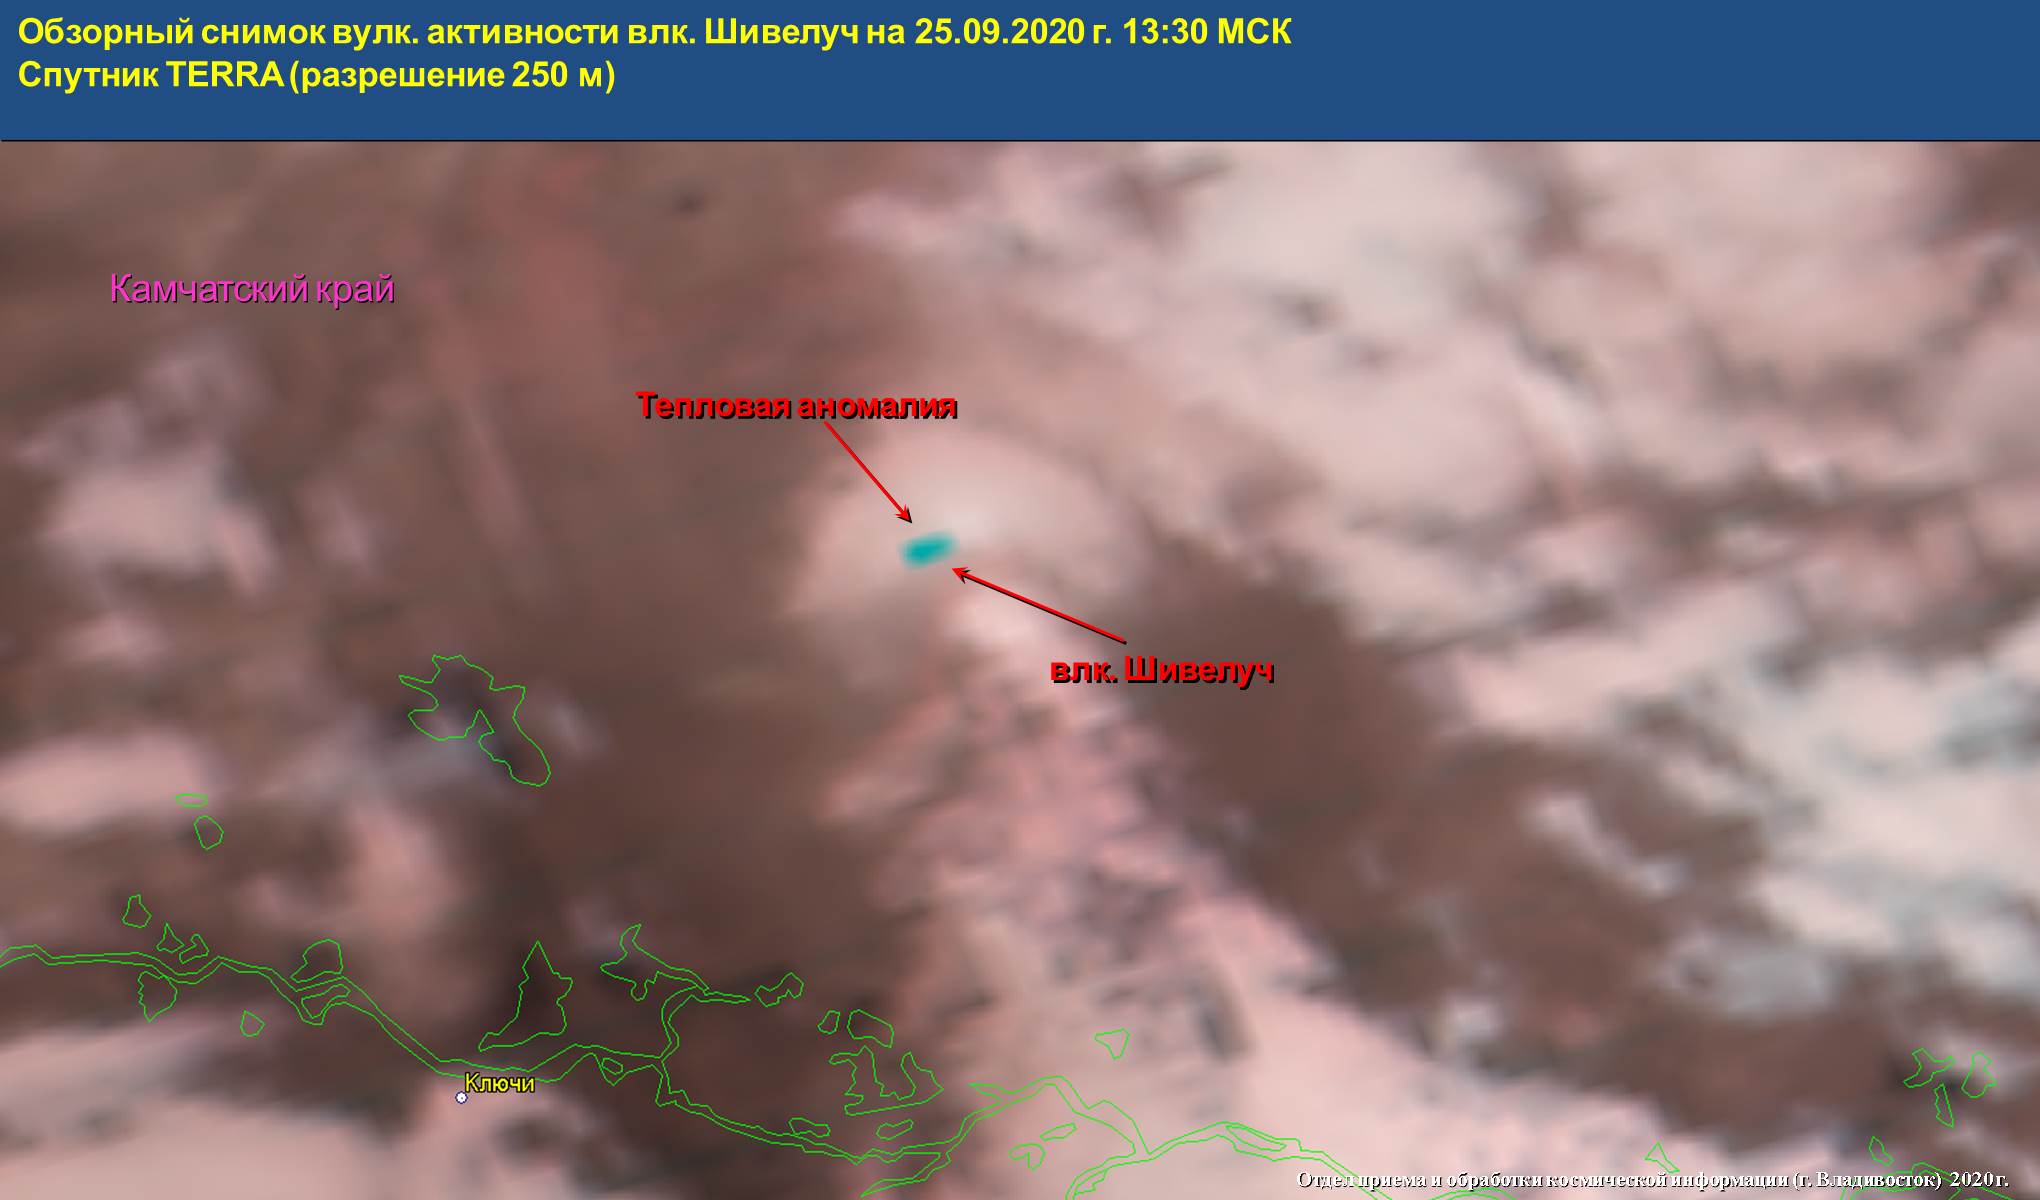 Обзорный снимок вулк. активности влк. Шивелуч на 25.09.2020 г. 13:30 МСК
Спутник TERRA (разрешение 250 м)
Камчатский край
Тепловая аномалия
влк. Шивелуч
Ключи
Отдел приема и обработки космической информации (г. Владивосток) 2020 г.